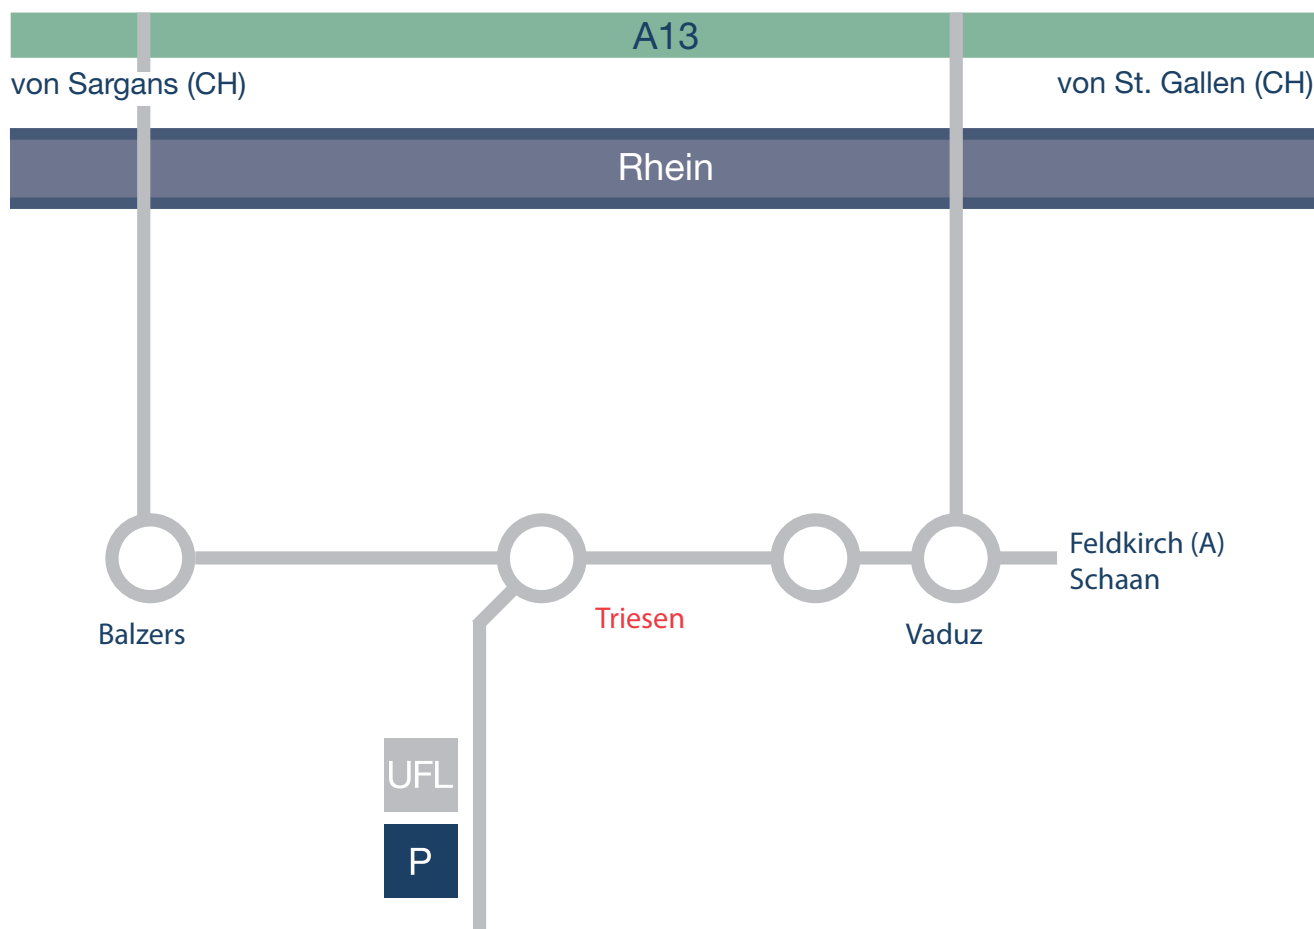 A13
von Sargans (CH)
von St. Gallen (CH)
Rhein
Feldkirch (A)
Schaan
Triesen
Balzers
Vaduz
UFL
P